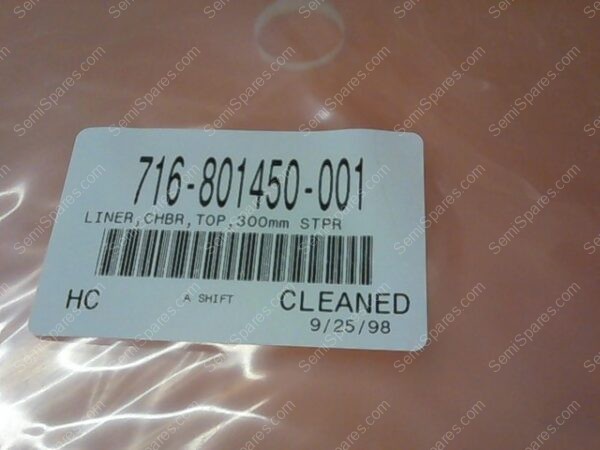 716-801450-001
LINER,CHBR,TOP,300mm STPR
HC A SHIFT CLEANED
9/25/98
SemiSpares.com